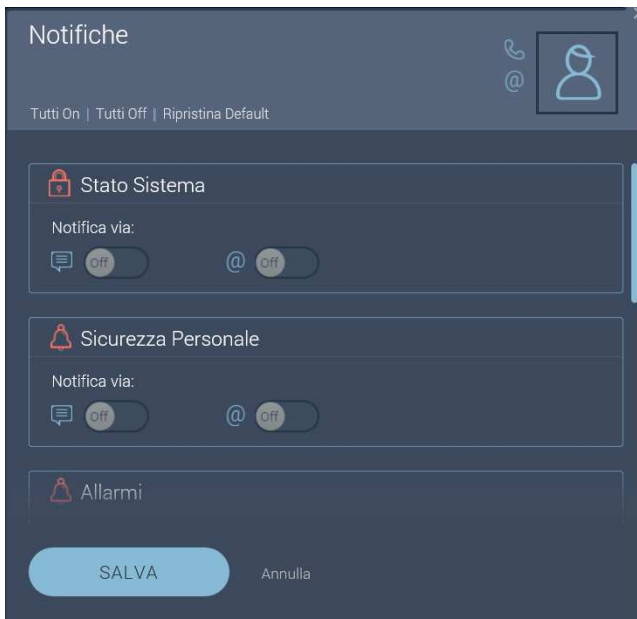 Notifiche
@
Tutti On | Tutti Off | Ripristina Default
Stato Sistema
Notifica via:
Off @ Off
Sicurezza Personale
Notifica via:
Off @ Off
Allarmi
SALVA Annulla